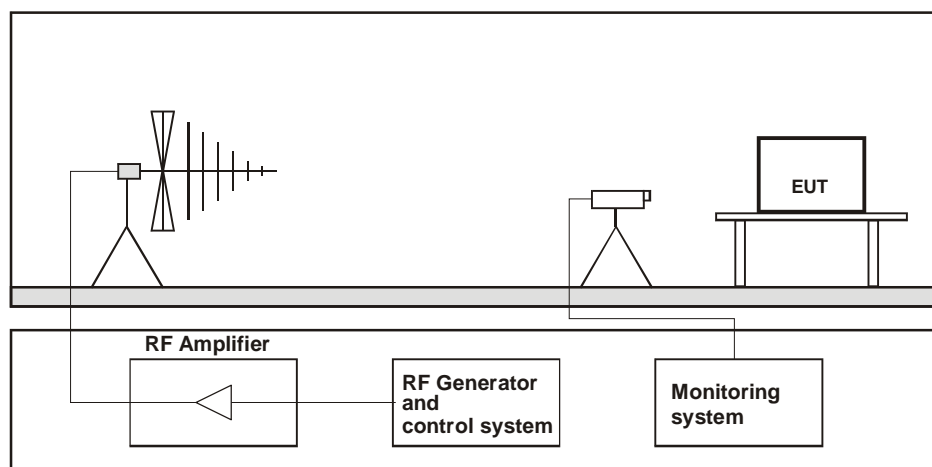 EUT
RF Amplifier
RF Generator
and
control system
Monitoring
system